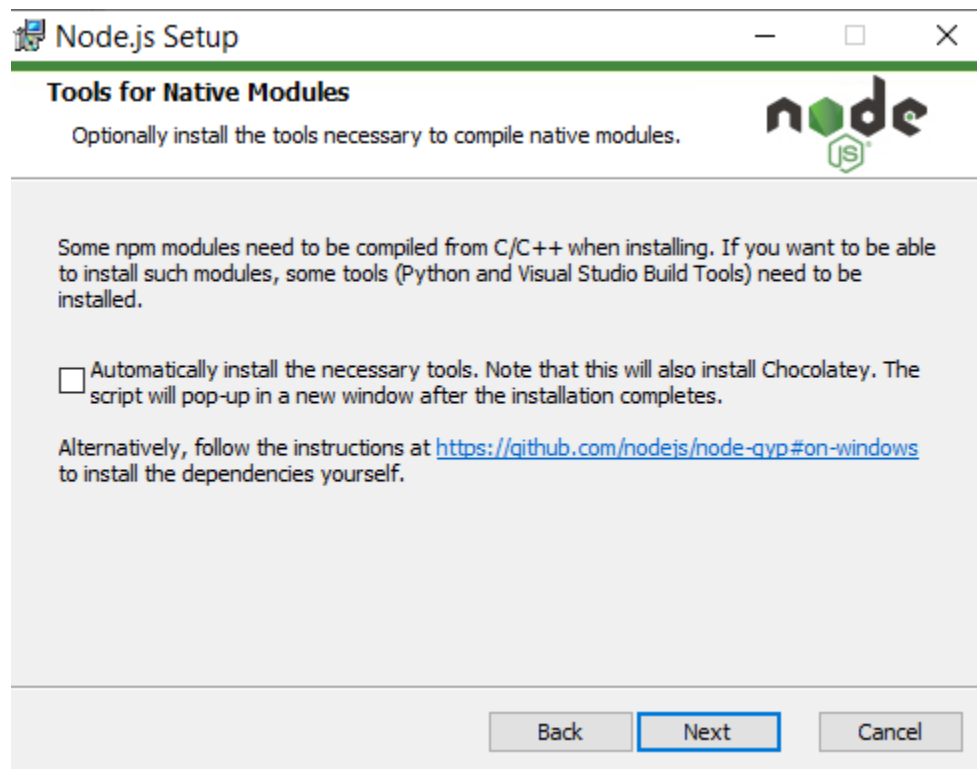 Node.js Setup
Tools for Native Modules
Optionally install the tools necessary to compile native modules.
node
JS
Some npm modules need to be compiled from C/C++ when installing. If you want to be able
to install such modules, some tools (Python and Visual Studio Build Tools) need to be
installed.
Automatically install the necessary tools. Note that this will also install Chocolatey. The
script will pop-up in a new window after the installation completes.
Alternatively, follow the instructions at https://github.com/nodejs/node-gyp#on-windows
to install the dependencies yourself.
Back Next Cancel